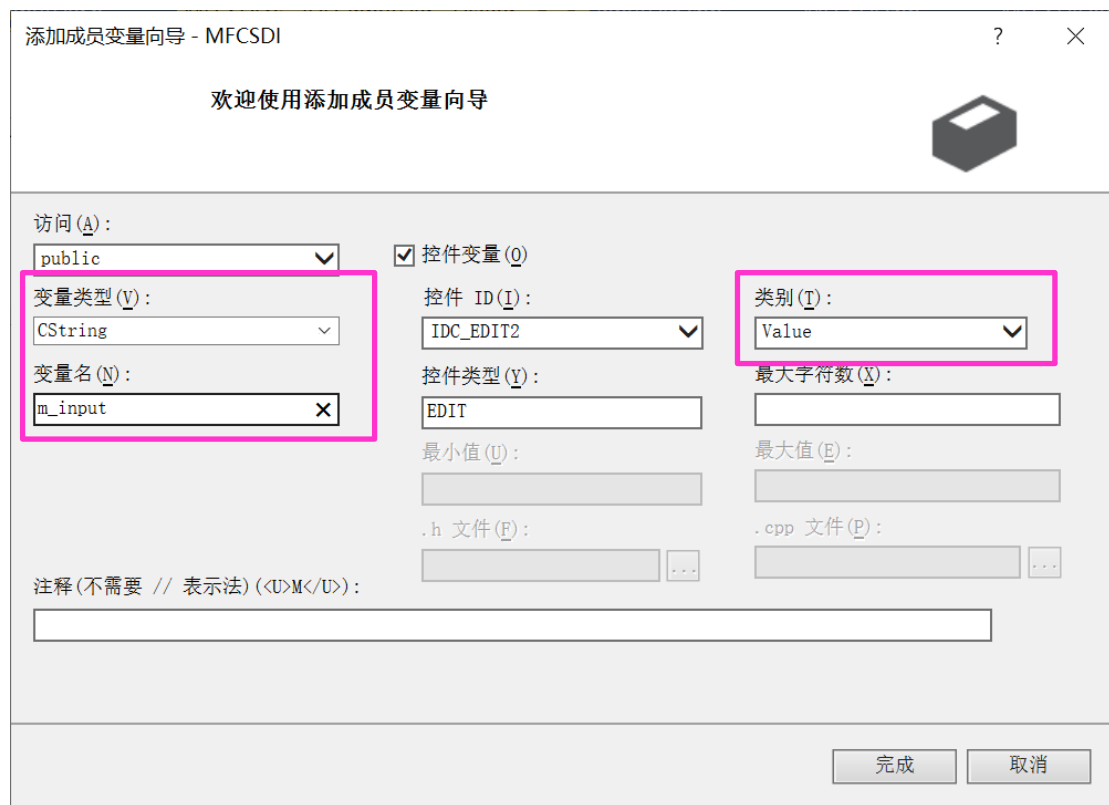 添加成员变量向导 - MFCSDI
?
欢迎使用添加成员变量向导
访问(A):
public
控件变量(O)
变量类型(V):
控件 ID(I):
类别(T):
CString
IDC_EDIT2
Value
变量名(N):
控件类型(Y):
最大字符数(X):
m_input
EDIT
最小值(U):
最大值(E):
.h 文件(F):
.cpp 文件(P):
...
...
注释(不需要 // 表示法)(<U>M</U>):
完成
取消